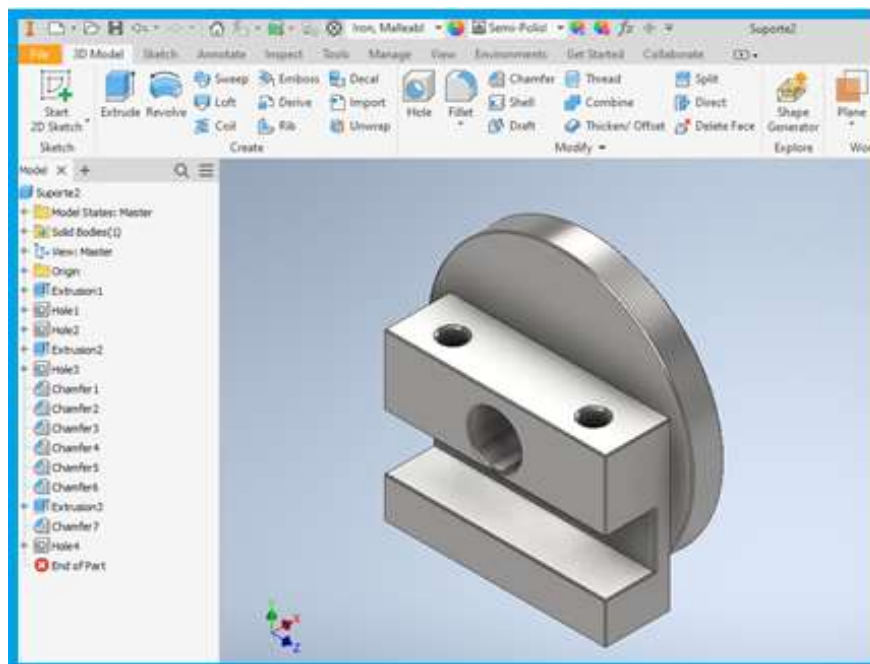 Iron, Malleabl
Semi-Polisl
fx
Suporte2
File 3D Model Sketch Annotate Inspect Tools Manage View Environments Get Started Collaborate
Start
2D Sketch
Extrude Revolve
Sweep Emboss Decal
Loft Derive Import
Coil Rib Unwrap
Hole Fillet
Chamfer Thread Split
Shell Combine Direct
Draft Thicken/ Offset Delete Face
Shape
Generator
Plane
Sketch Create Modify Explore Wor
Model
Suporte2
Model States: Master
Solid Bodies(1)
View: Master
Origin
Extrusion1
Hole1
Hole2
Extrusion2
Hole3
Chamfer1
Chamfer2
Chamfer3
Chamfer4
Chamfer5
Chamfer6
Extrusion3
Chamfer7
Hole4
End of Part
Y
X
Z